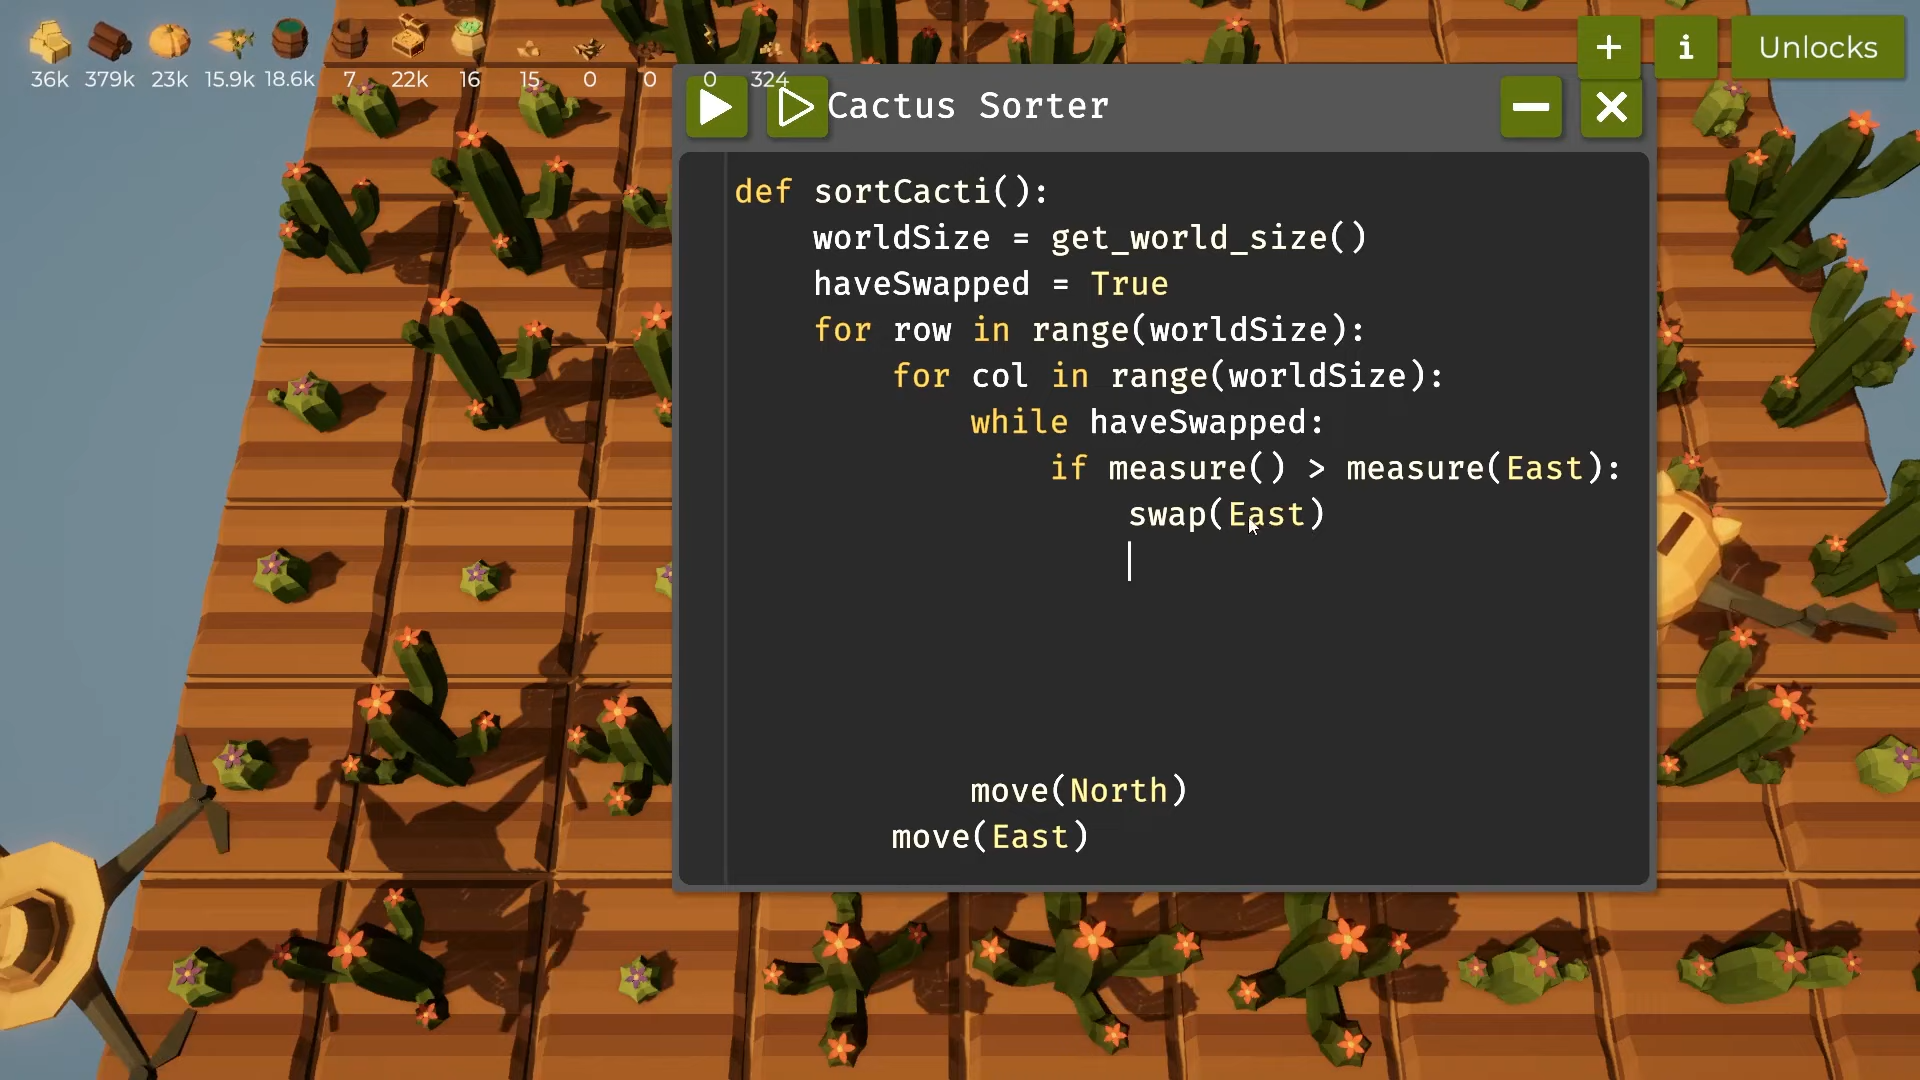 36k 379k 23k 15.9k 18.6k 7 22k 16 15 0 0 0 324
+ i Unlocks
Cactus Sorter
def sortCacti():
    worldSize = get_world_size()
    haveSwapped = True
    for row in range(worldSize):
        for col in range(worldSize):
            while haveSwapped:
                if measure() > measure(East):
                    swap(East)
            move(North)
        move(East)